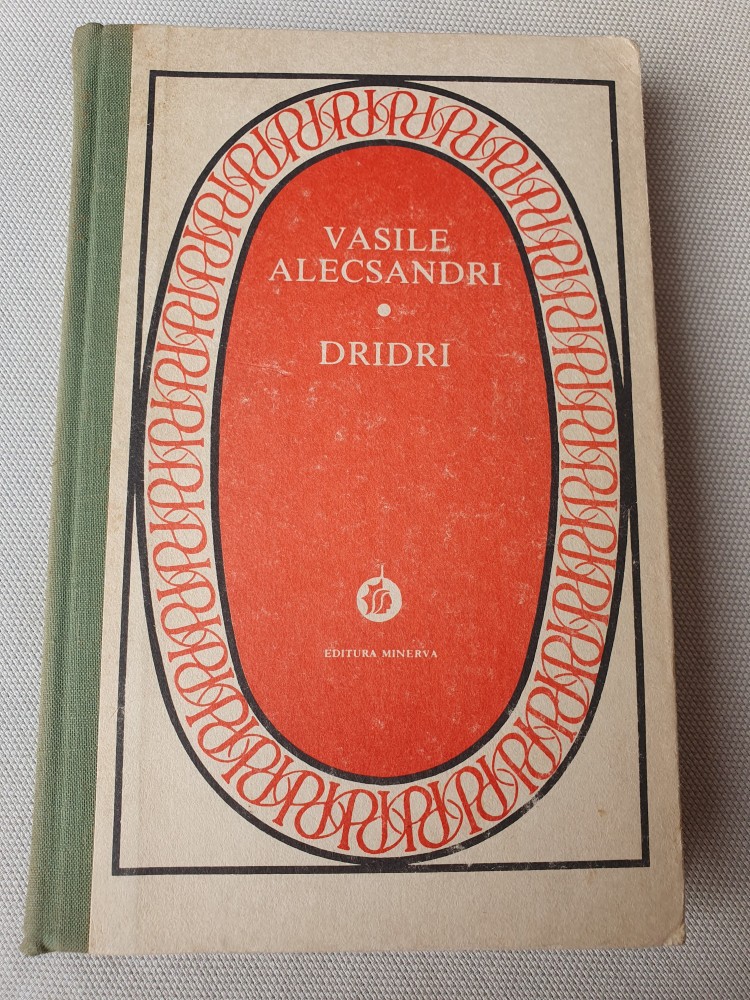 VASILE
ALECSANDRI
•
DRIDRI
EDITURA MINERVA